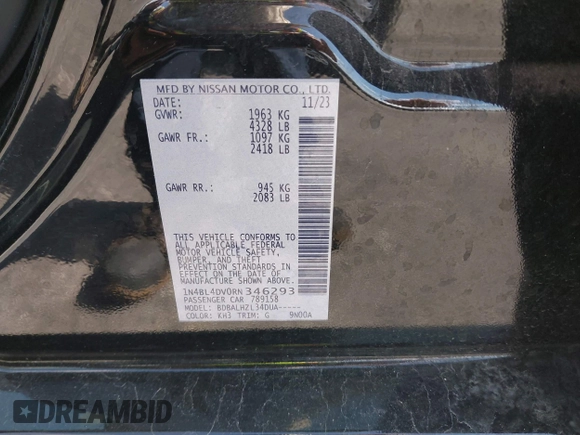 MFD BY NISSAN MOTOR CO., LTD.
DATE: 11/23
GVWR: 1963 KG
4328 LB
GAWR FR.: 1097 KG
2418 LB
GAWR RR.: 945 KG
2083 LB
THIS VEHICLE CONFORMS TO
ALL APPLICABLE FEDERAL
MOTOR VEHICLE SAFETY,
BUMPER, AND THEFT
PREVENTION STANDARDS
IN EFFECT ON THE DATE OF
MANUFACTURE SHOWN ABOVE.
1N4BL4DV0RN346293
PASSENGER CAR 789158
MODEL: BDBALHZL34DUA-----
COLOR: KH3 TRIM: G 9N00A
DREAMBID